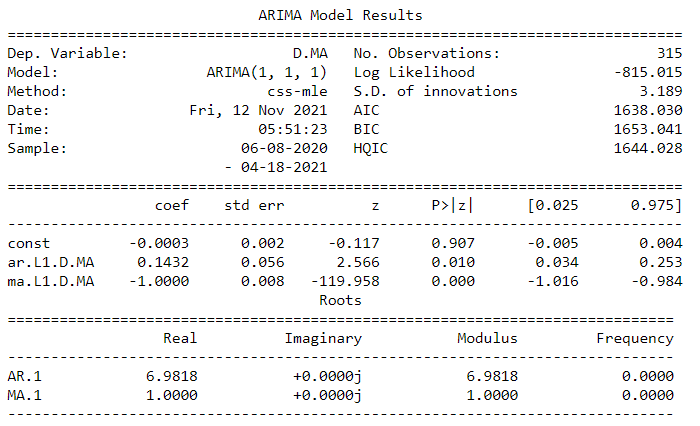 ARIMA Model Results
==============================================================================
Dep. Variable: D.MA No. Observations: 315
Model: ARIMA(1, 1, 1) Log Likelihood -815.015
Method: css-mle S.D. of innovations 3.189
Date: Fri, 12 Nov 2021 AIC 1638.030
Time: 05:51:23 BIC 1653.041
Sample: 06-08-2020 HQIC 1644.028
- 04-18-2021
==============================================================================
coef std err z P>|z| [0.025 0.975]
------------------------------------------------------------------------------
const -0.0003 0.002 -0.117 0.907 -0.005 0.004
ar.L1.D.MA 0.1432 0.056 2.566 0.010 0.034 0.253
ma.L1.D.MA -1.0000 0.008 -119.958 0.000 -1.016 -0.984
Roots
=============================================================================
Real Imaginary Modulus Frequency
-----------------------------------------------------------------------------
AR.1 6.9818 +0.0000j 6.9818 0.0000
MA.1 1.0000 +0.0000j 1.0000 0.0000
-----------------------------------------------------------------------------